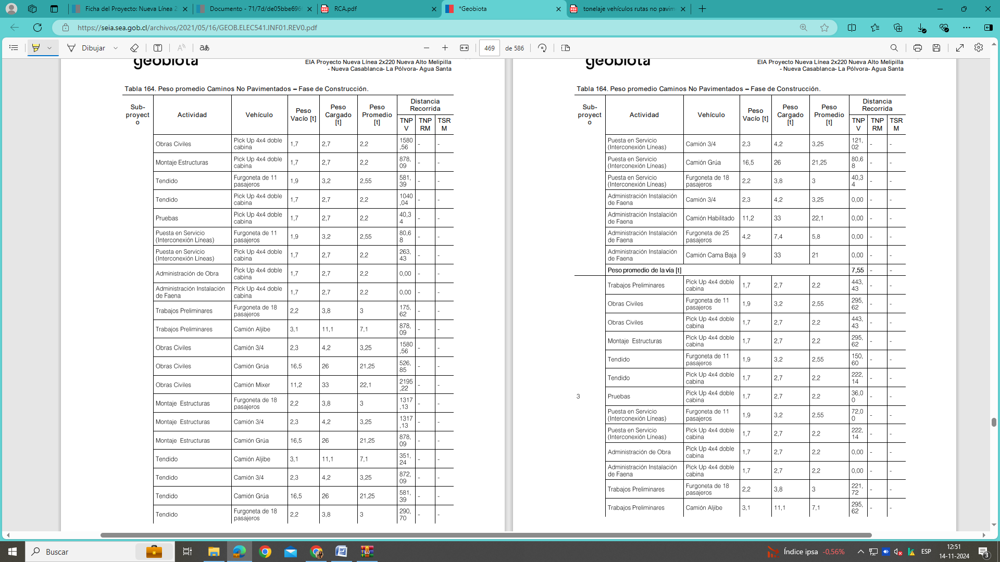 Ficha del Proyecto: Nueva Línea 2
Documento - 71/7d/de05bbe696
RCA.pdf
*Geobiota
tonelaje vehículos rutas no pavim
https://seia.sea.gob.cl/archivos/2021/05/16/GEOB.ELEC541.INF01.REV0.pdf
Dibujar
aあ
469 de 586
geobiota
EIA Proyecto Nueva Línea 2x220 Nueva Alto Melipilla
- Nueva Casablanca- La Pólvora- Agua Santa
Tabla 164. Peso promedio Caminos No Pavimentados – Fase de Construcción.
Sub-proyecto Actividad Vehículo Peso Vacío [t] Peso Cargado [t] Peso Promedio [t] Distancia Recorrida
TNPV TNPRM TSRM
Obras Civiles Pick Up 4x4 doble cabina 1,7 2,7 2,2 1580,56 - -
Montaje Estructuras Pick Up 4x4 doble cabina 1,7 2,7 2,2 878,09 - -
Tendido Furgoneta de 11 pasajeros 1,9 3,2 2,55 581,39 - -
Tendido Pick Up 4x4 doble cabina 1,7 2,7 2,2 1040,04 - -
Pruebas Pick Up 4x4 doble cabina 1,7 2,7 2,2 40,34 - -
Puesta en Servicio (Interconexión Líneas) Furgoneta de 11 pasajeros 1,9 3,2 2,55 80,68 - -
Puesta en Servicio (Interconexión Líneas) Pick Up 4x4 doble cabina 1,7 2,7 2,2 263,43 - -
Administración de Obra Pick Up 4x4 doble cabina 1,7 2,7 2,2 0,00 - -
Administración Instalación de Faena Pick Up 4x4 doble cabina 1,7 2,7 2,2 0,00 - -
Trabajos Preliminares Furgoneta de 18 pasajeros 2,2 3,8 3 175,62 - -
Trabajos Preliminares Camión Aljibe 3,1 11,1 7,1 878,09 - -
Obras Civiles Camión 3/4 2,3 4,2 3,25 1580,56 - -
Obras Civiles Camión Grúa 16,5 26 21,25 526,85 - -
Obras Civiles Camión Mixer 11,2 33 22,1 2195,22 - -
Montaje Estructuras Furgoneta de 18 pasajeros 2,2 3,8 3 1317,13 - -
Montaje Estructuras Camión 3/4 2,3 4,2 3,25 1317,13 - -
Montaje Estructuras Camión Grúa 16,5 26 21,25 878,09 - -
Tendido Camión Aljibe 3,1 11,1 7,1 351,24 - -
Tendido Camión 3/4 2,3 4,2 3,25 872,09 - -
Tendido Camión Grúa 16,5 26 21,25 581,39 - -
Tendido Furgoneta de 18 pasajeros 2,2 3,8 3 290,70 - -
geobiota
EIA Proyecto Nueva Línea 2x220 Nueva Alto Melipilla
- Nueva Casablanca- La Pólvora- Agua Santa
Tabla 164. Peso promedio Caminos No Pavimentados – Fase de Construcción.
Sub-proyecto Actividad Vehículo Peso Vacío [t] Peso Cargado [t] Peso Promedio [t] Distancia Recorrida
TNPV TNPRM TSRM
Puesta en Servicio (Interconexión Líneas) Camión 3/4 2,3 4,2 3,25 121,02 - -
Puesta en Servicio (Interconexión Líneas) Camión Grúa 16,5 26 21,25 80,68 - -
Puesta en Servicio (Interconexión Líneas) Furgoneta de 18 pasajeros 2,2 3,8 3 40,34 - -
Administración Instalación de Faena Camión 3/4 2,3 4,2 3,25 0,00 - -
Administración Instalación de Faena Camión Habilitado 11,2 33 22,1 0,00 - -
Administración Instalación de Faena Furgoneta de 25 pasajeros 4,2 7,4 5,8 0,00 - -
Administración Instalación de Faena Camión Cama Baja 9 33 21 0,00 - -
Peso promedio de la vía [t] 7,55 - -
Trabajos Preliminares Pick Up 4x4 doble cabina 1,7 2,7 2,2 443,43 - -
Obras Civiles Furgoneta de 11 pasajeros 1,9 3,2 2,55 295,62 - -
Obras Civiles Pick Up 4x4 doble cabina 1,7 2,7 2,2 443,43 - -
Montaje Estructuras Pick Up 4x4 doble cabina 1,7 2,7 2,2 295,62 - -
Tendido Furgoneta de 11 pasajeros 1,9 3,2 2,55 150,60 - -
Tendido Pick Up 4x4 doble cabina 1,7 2,7 2,2 222,14 - -
3 Pruebas Pick Up 4x4 doble cabina 1,7 2,7 2,2 36,00 - -
Puesta en Servicio (Interconexión Líneas) Furgoneta de 11 pasajeros 1,9 3,2 2,55 72,00 - -
Puesta en Servicio (Interconexión Líneas) Pick Up 4x4 doble cabina 1,7 2,7 2,2 222,14 - -
Administración de Obra Pick Up 4x4 doble cabina 1,7 2,7 2,2 0,00 - -
Administración Instalación de Faena Pick Up 4x4 doble cabina 1,7 2,7 2,2 0,00 - -
Trabajos Preliminares Furgoneta de 18 pasajeros 2,2 3,8 3 221,72 - -
Trabajos Preliminares Camión Aljibe 3,1 11,1 7,1 295,62 - -
Buscar
Índice ipsa -0,56%
ESP
12:51
14-11-2024
3